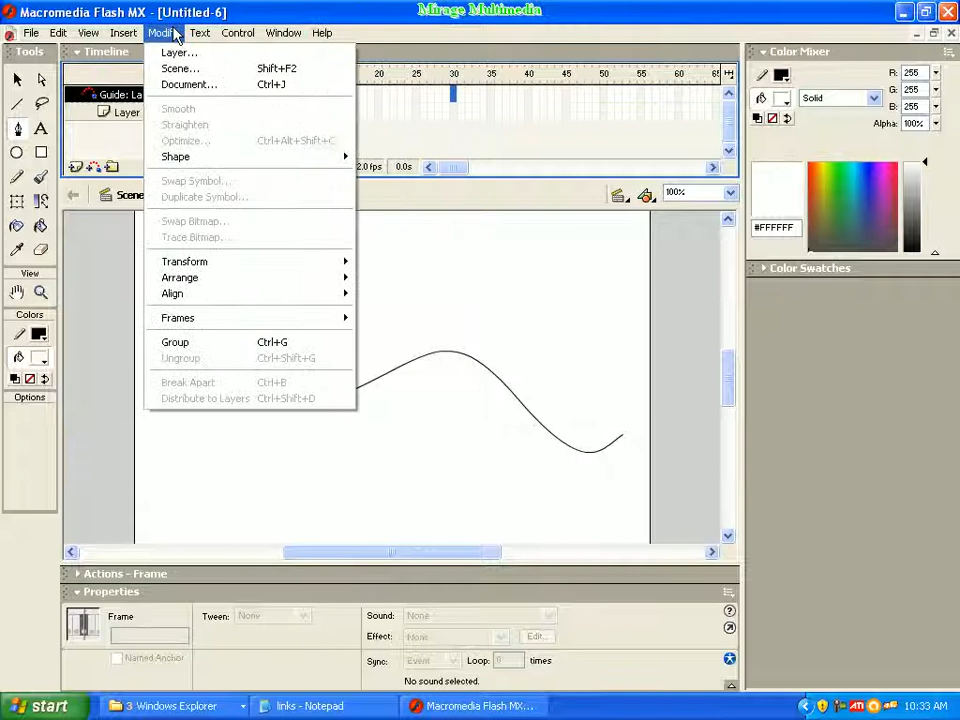 Macromedia Flash MX - [Untitled-6]
Mirage Multimedia
File Edit View Insert Modify Text Control Window Help
Tools
Timeline
Color Mixer
Layer...
Scene... Shift+F2
Document... Ctrl+J
Smooth
Straighten
Optimize... Ctrl+Alt+Shift+C
Shape
Swap Symbol...
Duplicate Symbol...
Swap Bitmap...
Trace Bitmap...
Transform
Arrange
Align
Frames
Group Ctrl+G
Ungroup Ctrl+Shift+G
Break Apart Ctrl+B
Distribute to Layers Ctrl+Shift+D
20 25 30 35 40 45 50 55 60 65
Guide: La
Layer
2.0 fps 0.0s
Scene
100%
R: 255
G: 255
B: 255
Alpha: 100%
Solid
#FFFFFF
Color Swatches
A
View
Colors
Options
Actions - Frame
Properties
Frame
Tween: None
Named Anchor
Sound: None
Effect: None Edit...
Sync: Event Loop: 0 times
No sound selected.
start
3 Windows Explorer
links - Notepad
Macromedia Flash MX...
10:33 AM